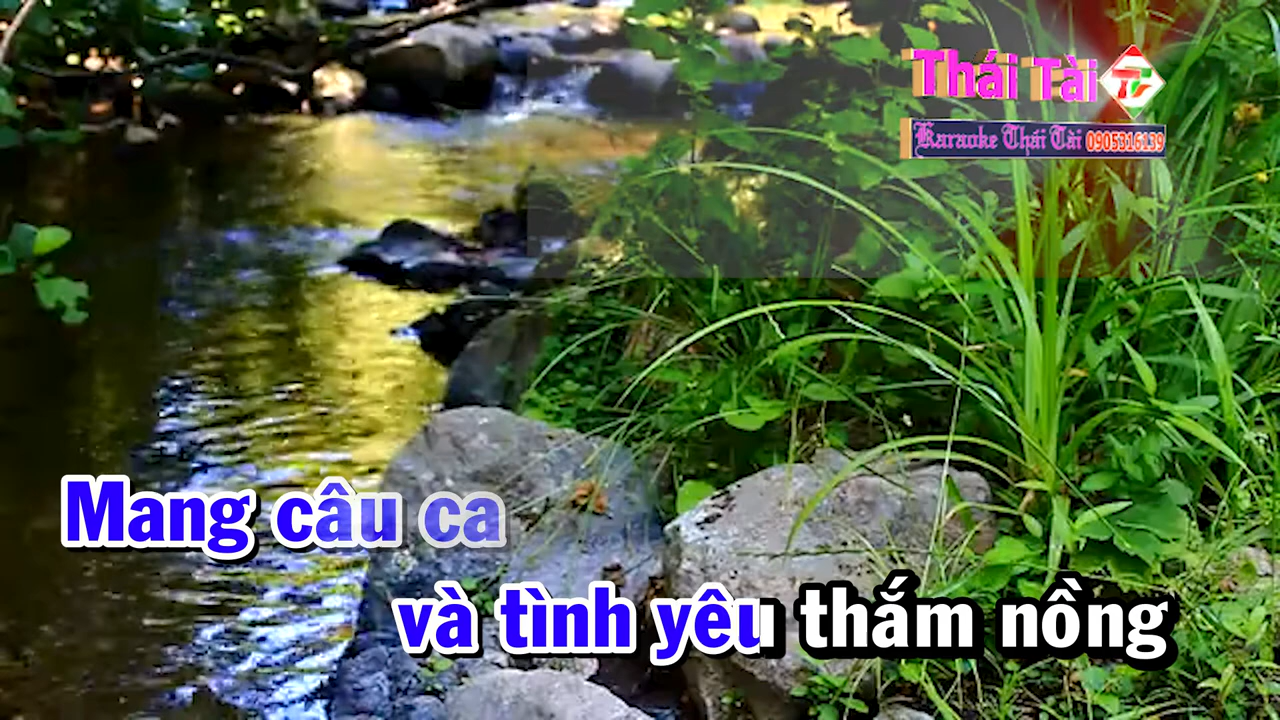 Thái Tài
Karaoke Thái Tài 0905316139
Mang câu ca
và tình yêu thắm nồng